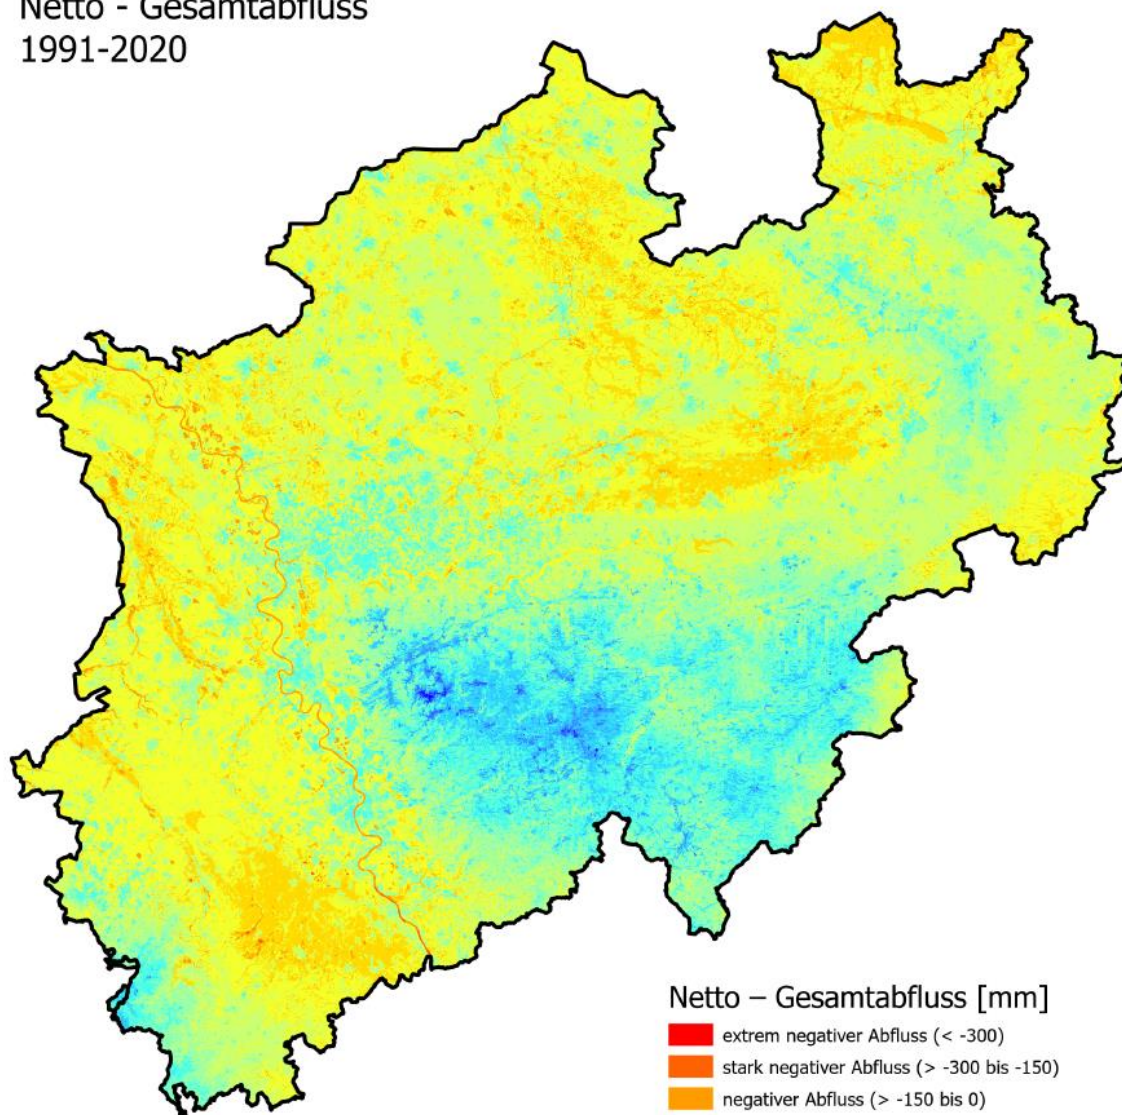 Netto - Gesamtabfluss
1991-2020
Netto – Gesamtabfluss [mm]
extrem negativer Abfluss (< -300)
stark negativer Abfluss (> -300 bis -150)
negativer Abfluss (> -150 bis 0)